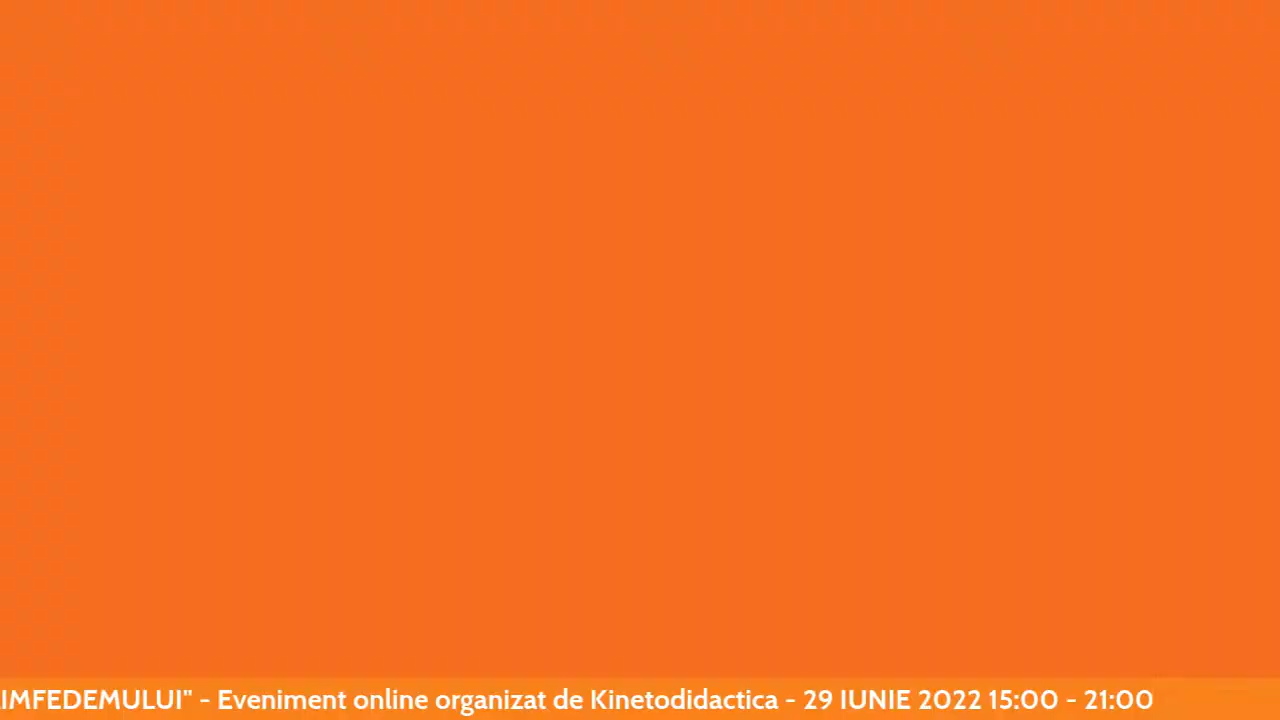 IMFEDEMULUI" - Eveniment online organizat de Kinetodidactica - 29 IUNIE 2022 15:00 - 21:00